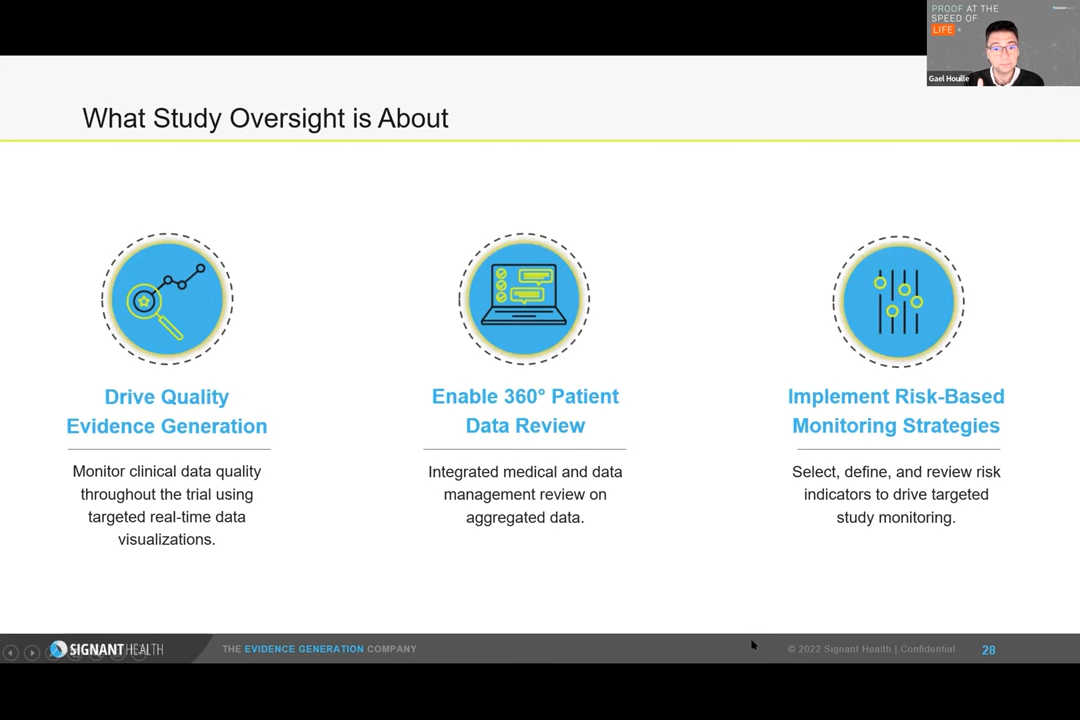 PROOF AT THE
SPEED OF
LIFE
Gael Houille
What Study Oversight is About
Drive Quality
Evidence Generation
Monitor clinical data quality
throughout the trial using
targeted real-time data
visualizations.
Enable 360° Patient
Data Review
Integrated medical and data
management review on
aggregated data.
Implement Risk-Based
Monitoring Strategies
Select, define, and review risk
indicators to drive targeted
study monitoring.
SIGNANT HEALTH
THE EVIDENCE GENERATION COMPANY
© 2022 Signant Health | Confidential
28